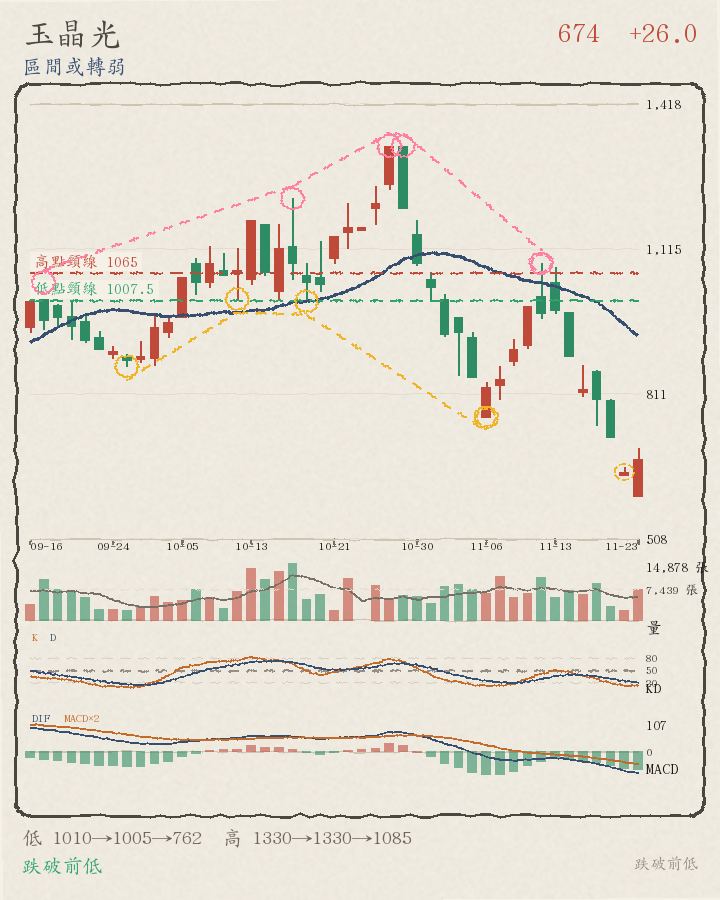 玉晶光
674 +26.0
區間或轉弱
1,418
1,115
高點頸線 1065
低點頸線 1007.5
811
508
09-16 09-24 10-05 10-13 10-21 10-30 11-06 11-13 11-23
14,878 張
7,439 張
量
K D
80
50
20
KD
DIF MACD×2
107
0
MACD
低 1010→1005→762 高 1330→1330→1085
跌破前低
跌破前低